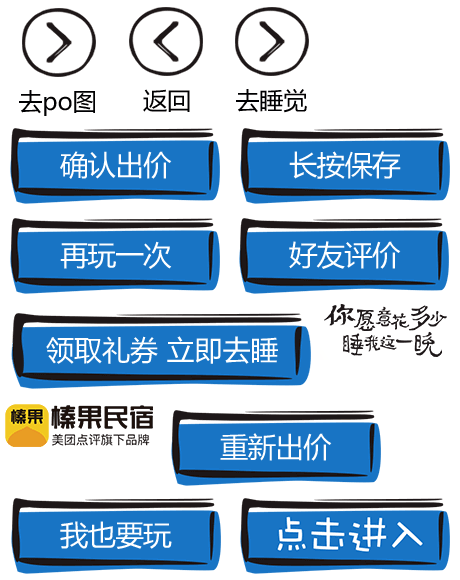 去po图
返回
去睡觉
确认出价
长按保存
再玩一次
好友评价
领取礼券 立即去睡
你愿意花多少
睡我这一晚
榛果
榛果民宿
美团点评旗下品牌
重新出价
我也要玩
点击进入